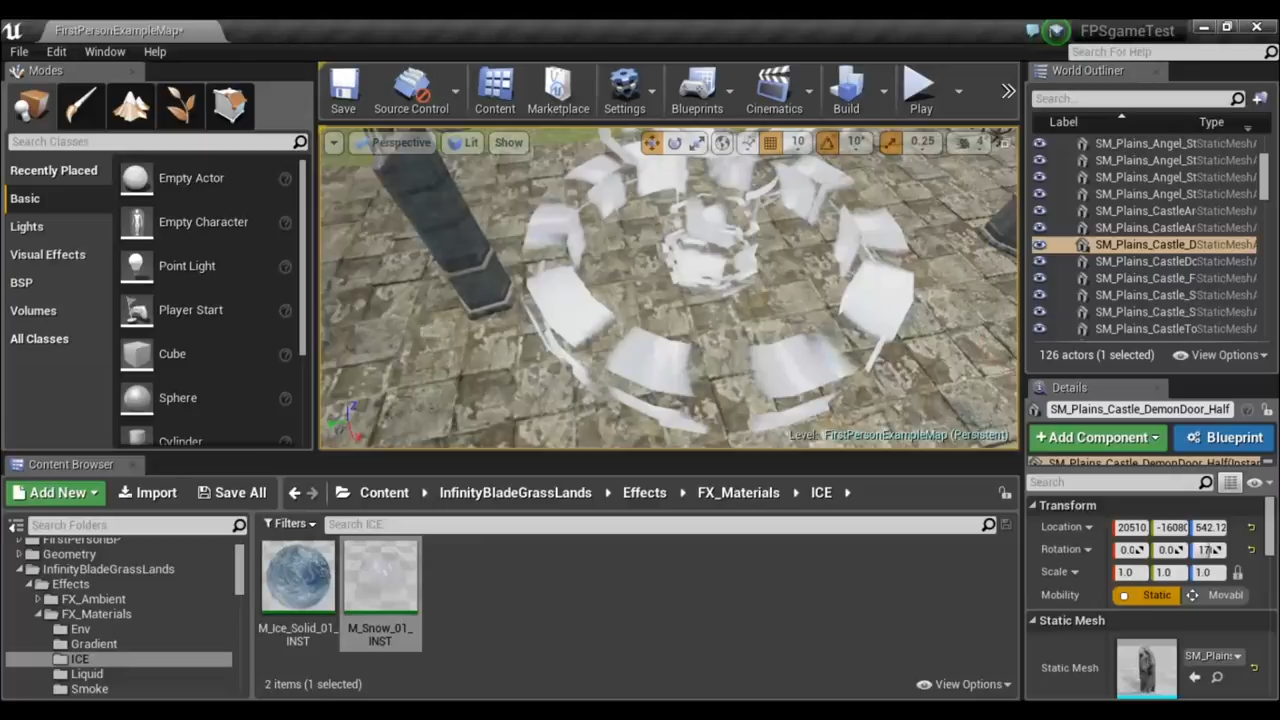 FirstPersonExampleMap*
FPSgameTest
File Edit Window Help
Search For Help
Modes
World Outliner
Save
Source Control
Content
Marketplace
Settings
Blueprints
Cinematics
Build
Play
Search...
Label
Type
Search Classes
Perspective
Lit
Show
10
10°
0.25
4
Recently Placed
Basic
Lights
Visual Effects
BSP
Volumes
All Classes
Empty Actor
Empty Character
Point Light
Player Start
Cube
Sphere
Cylinder
SM_Plains_Angel_St StaticMesh
SM_Plains_Angel_St StaticMesh
SM_Plains_Angel_St StaticMesh
SM_Plains_Angel_St StaticMesh
SM_Plains_CastleAr StaticMesh
SM_Plains_CastleAr StaticMesh
SM_Plains_Castle_D StaticMesh
SM_Plains_CastleDo StaticMesh
SM_Plains_Castle_F StaticMesh
SM_Plains_Castle_S StaticMesh
SM_Plains_Castle_S StaticMesh
SM_Plains_CastleTo StaticMesh
126 actors (1 selected)
View Options
Level: FirstPersonExampleMap (Persistent)
Details
SM_Plains_Castle_DemonDoor_Half
+Add Component
Blueprint
SM_Plains_Castle_DemonDoor_Half(Instar
Search
Transform
Location 20510. -16080 542.12
Rotation 0.0 0.0 17
Scale 1.0 1.0 1.0
Mobility Static Movabl
Static Mesh
Static Mesh SM_Plains
Content Browser
Add New
Import
Save All
Content InfinityBladeGrassLands Effects FX_Materials ICE
Search Folders
Filters
Search ICE
FirstPersonBP
Geometry
InfinityBladeGrassLands
Effects
FX_Ambient
FX_Materials
Env
Gradient
ICE
Liquid
Smoke
M_Ice_Solid_01_
INST
M_Snow_01_
INST
2 items (1 selected)
View Options